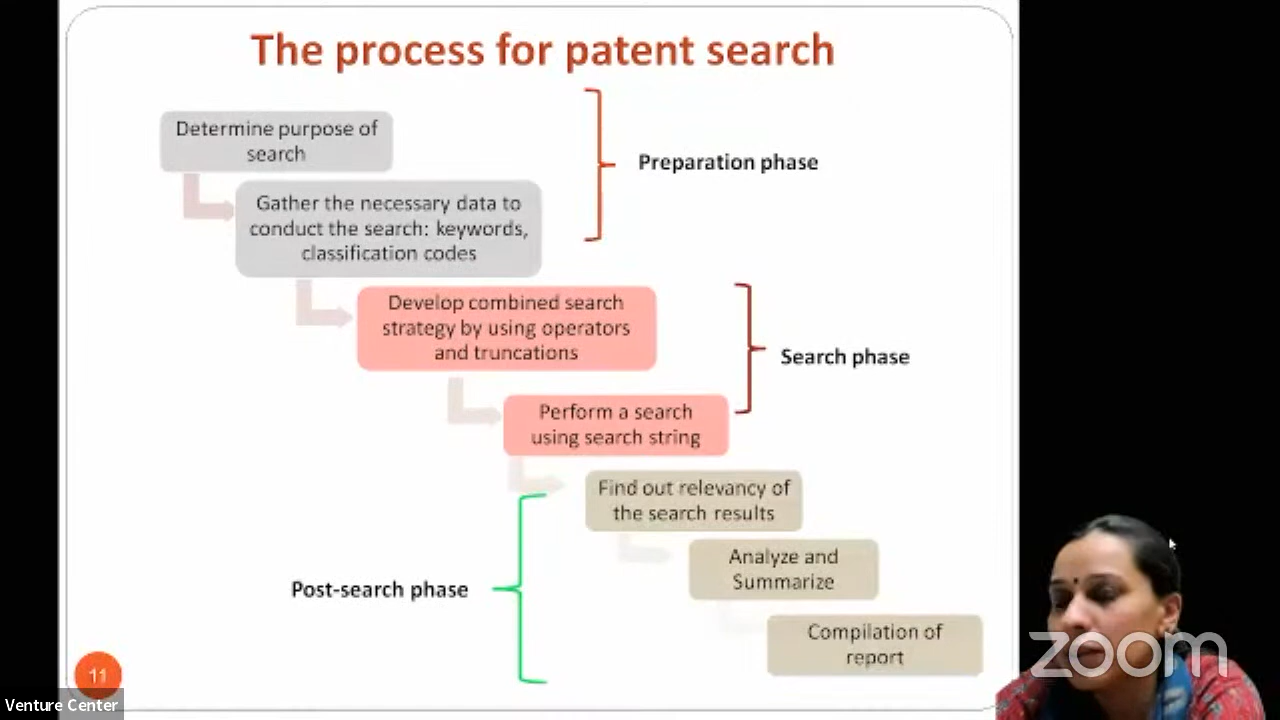 The process for patent search
Determine purpose of
search
Preparation phase
Gather the necessary data to
conduct the search: keywords,
classification codes
Develop combined search
strategy by using operators
and truncations
Search phase
Perform a search
using search string
Find out relevancy of
the search results
Analyze and
Summarize
Post-search phase
Compilation of
report
11
zoom
Venture Center